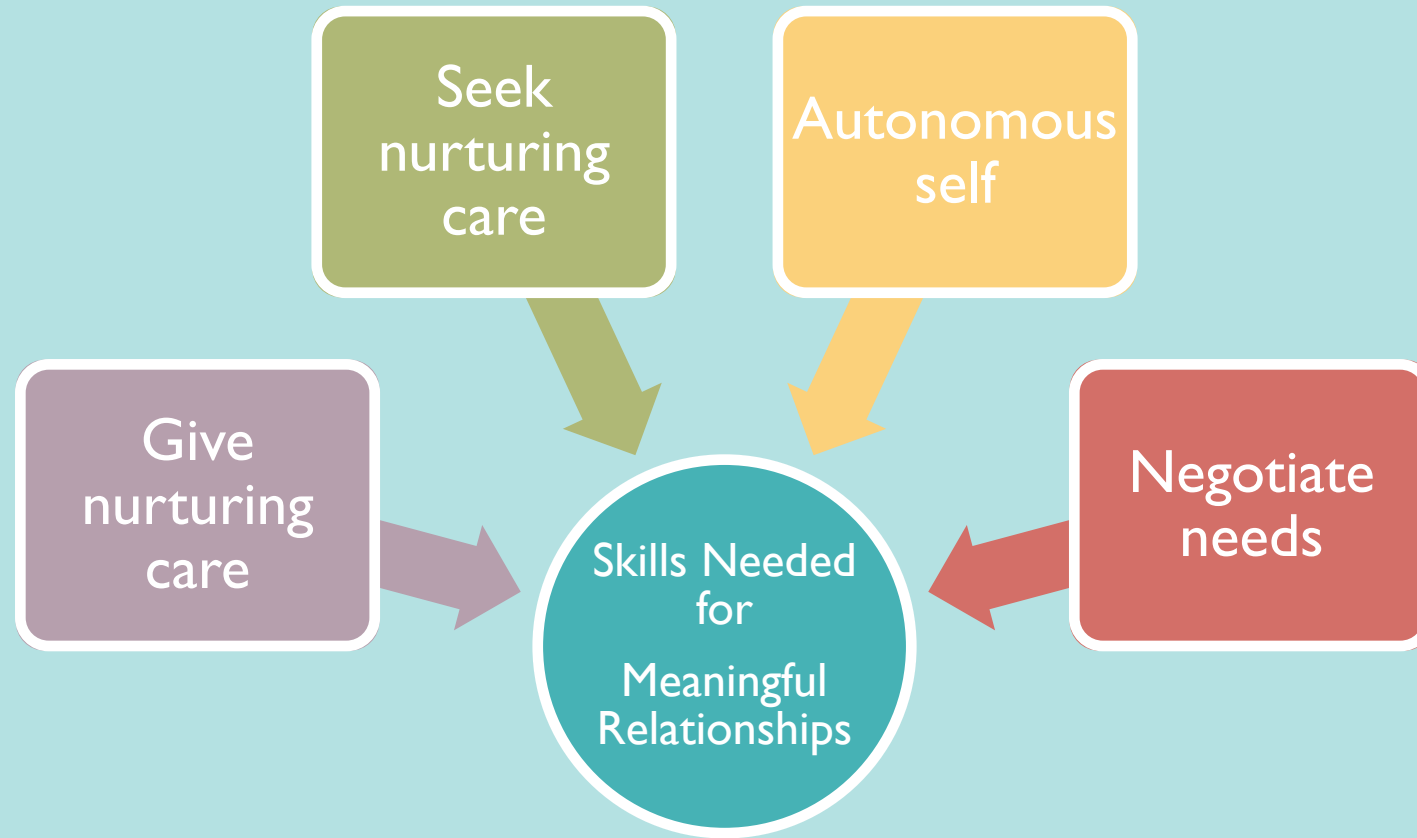 Seek
nurturing
care
Autonomous
self
Give
nurturing
care
Negotiate
needs
Skills Needed
for
Meaningful
Relationships